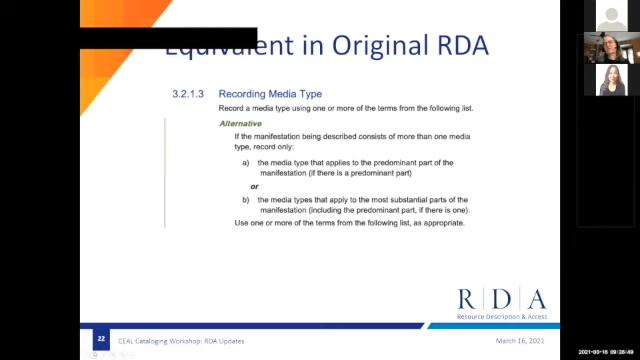 Equivalent in Original RDA
3.2.1.3 Recording Media Type
Record a media type using one or more of the terms from the following list.
Alternative
If the manifestation being described consists of more than one media
type, record only:
a) the media type that applies to the predominant part of the
manifestation (if there is a predominant part)
or
b) the media types that apply to the most substantial parts of the
manifestation (including the predominant part, if there is one).
Use one or more of the terms from the following list, as appropriate.
R D A
Resource Description & Access
22 CEAL Cataloging Workshop: RDA Updates March 16, 2021
2021-03-16 09:36:49